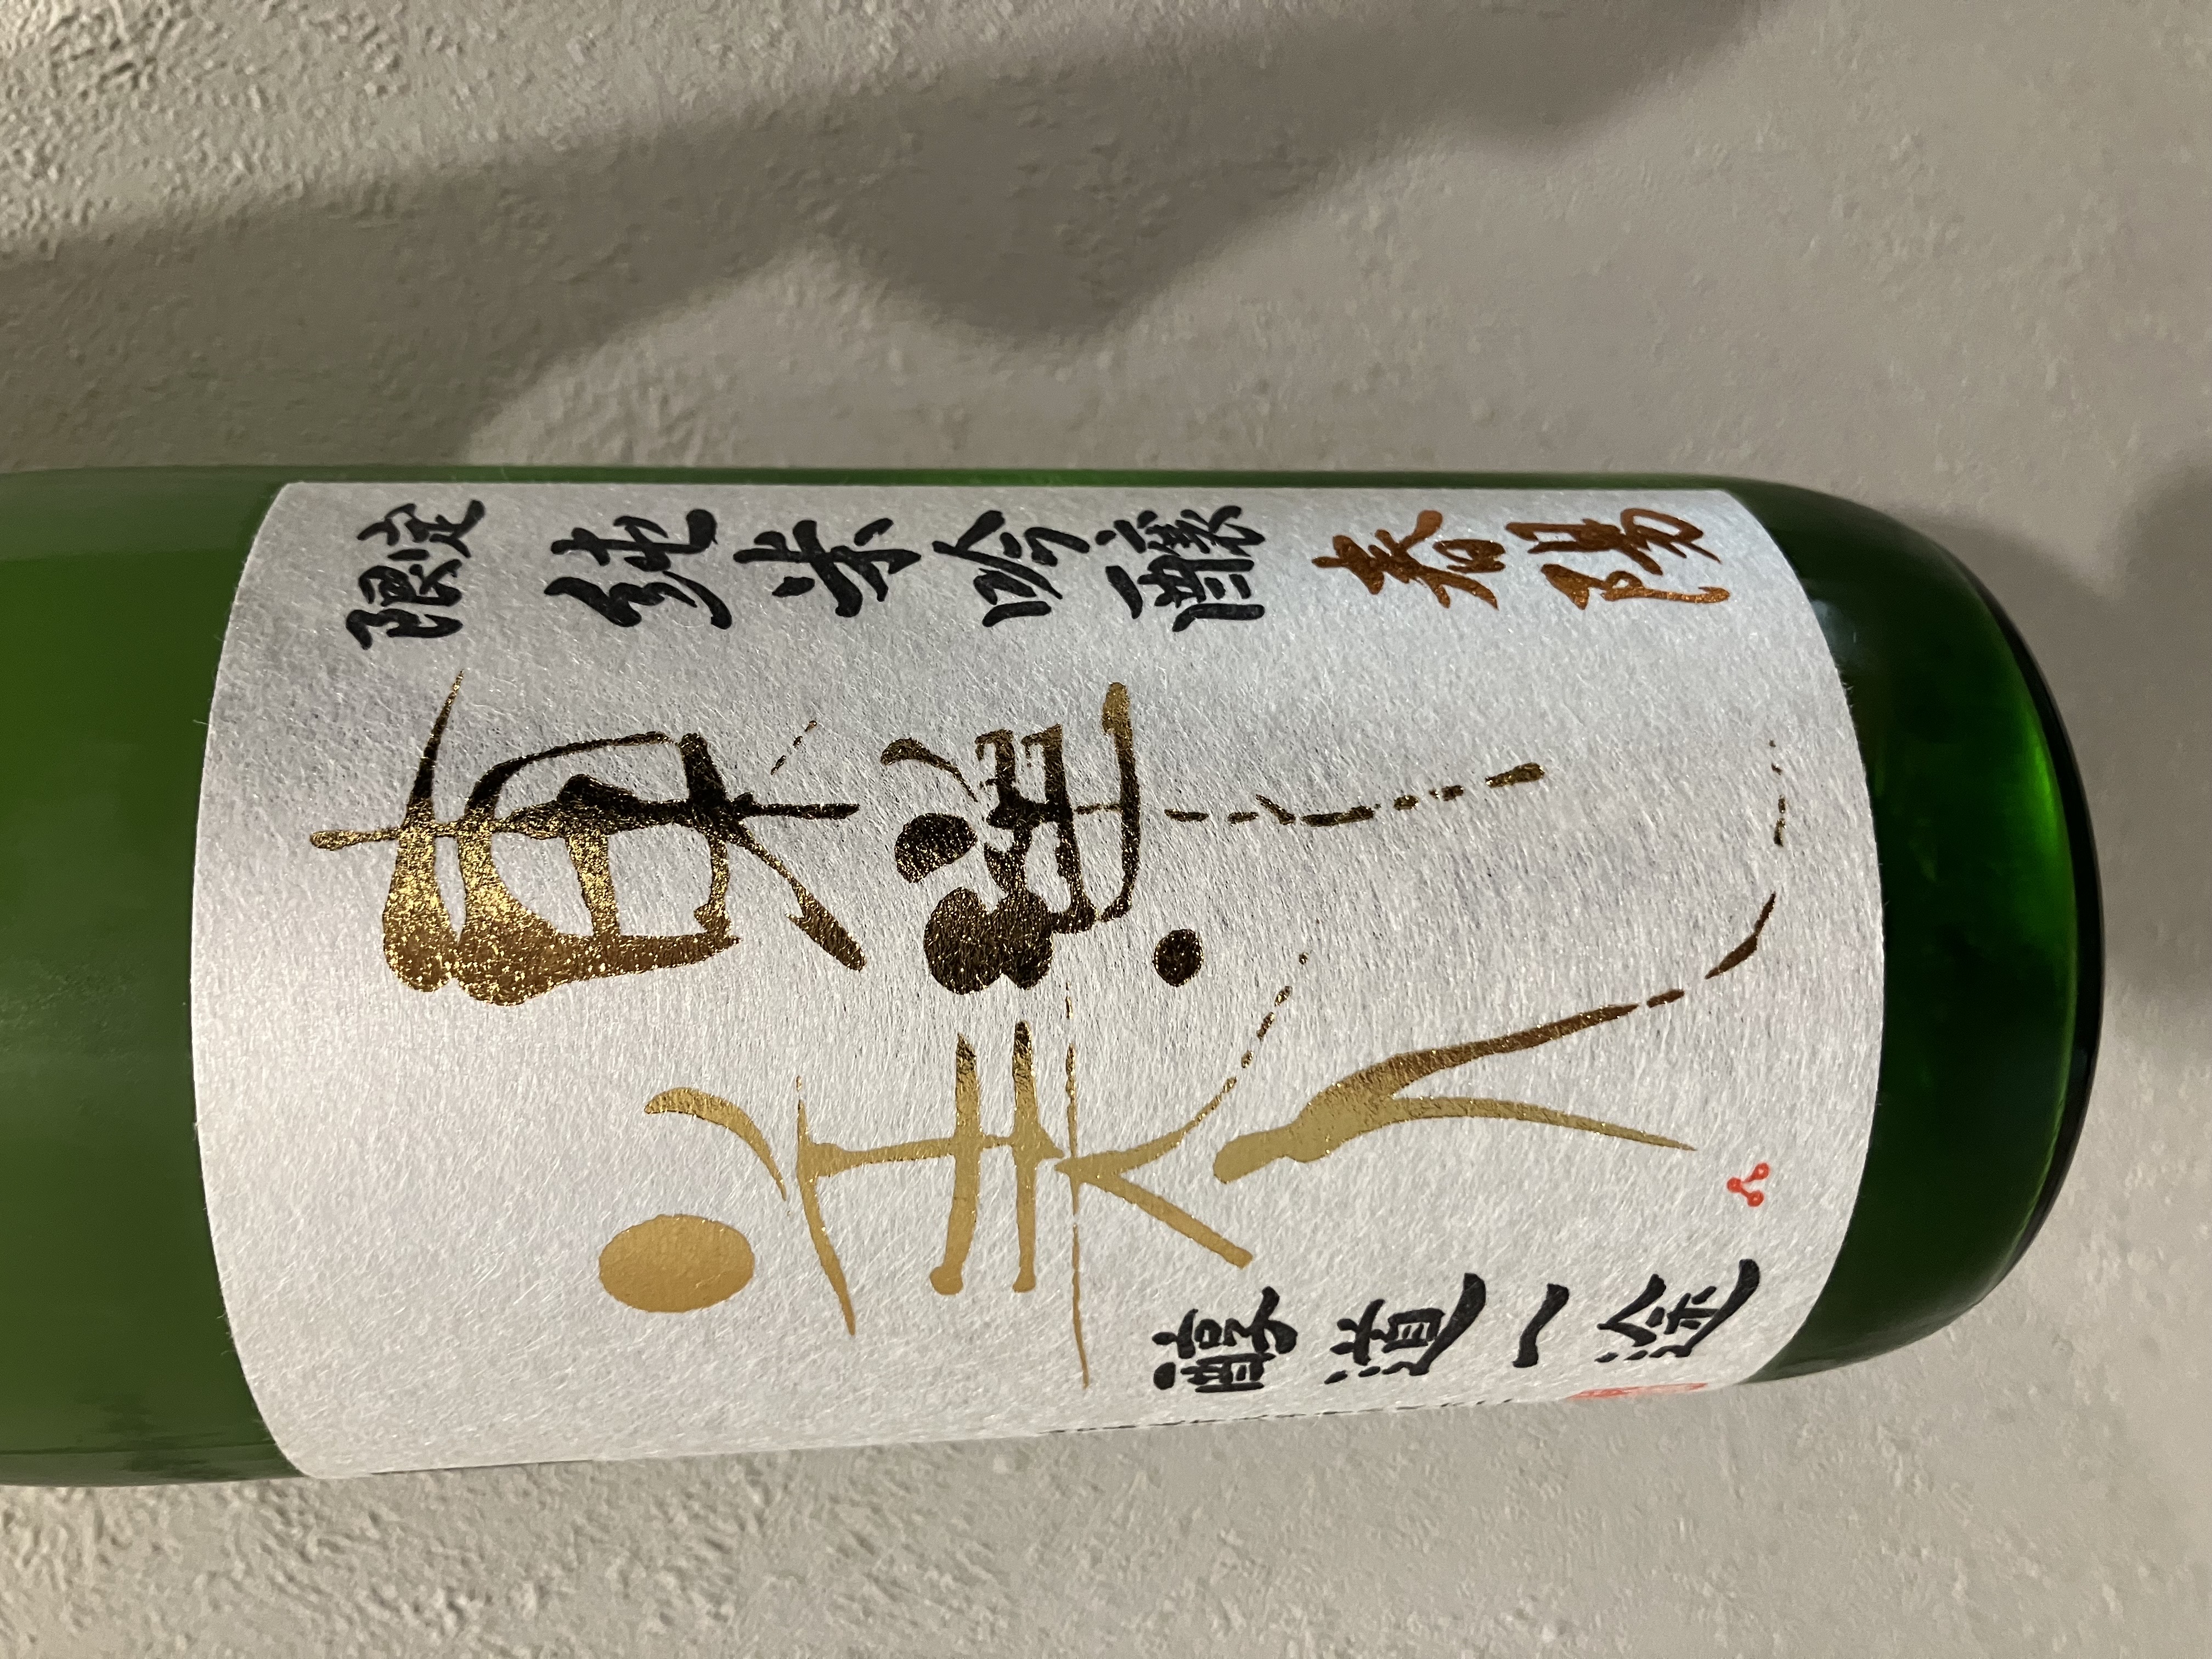 限定 純米吟醸 春陽
東洋
美人
醇道一途